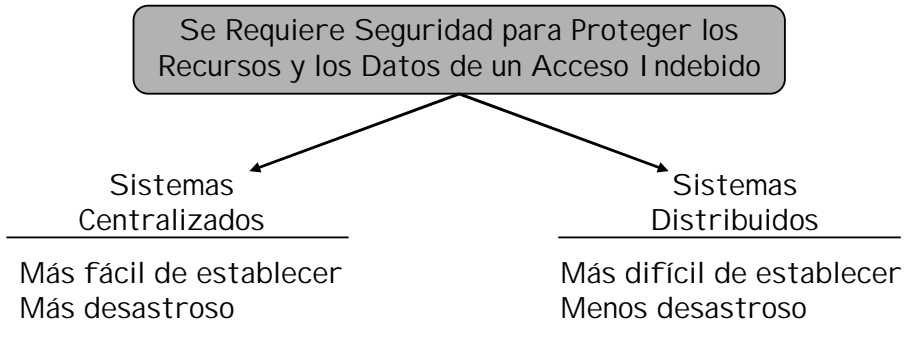 Se Requiere Seguridad para Proteger los
Recursos y los Datos de un Acceso Indebido
Sistemas
Centralizados
Más fácil de establecer
Más desastroso
Sistemas
Distribuidos
Más difícil de establecer
Menos desastroso